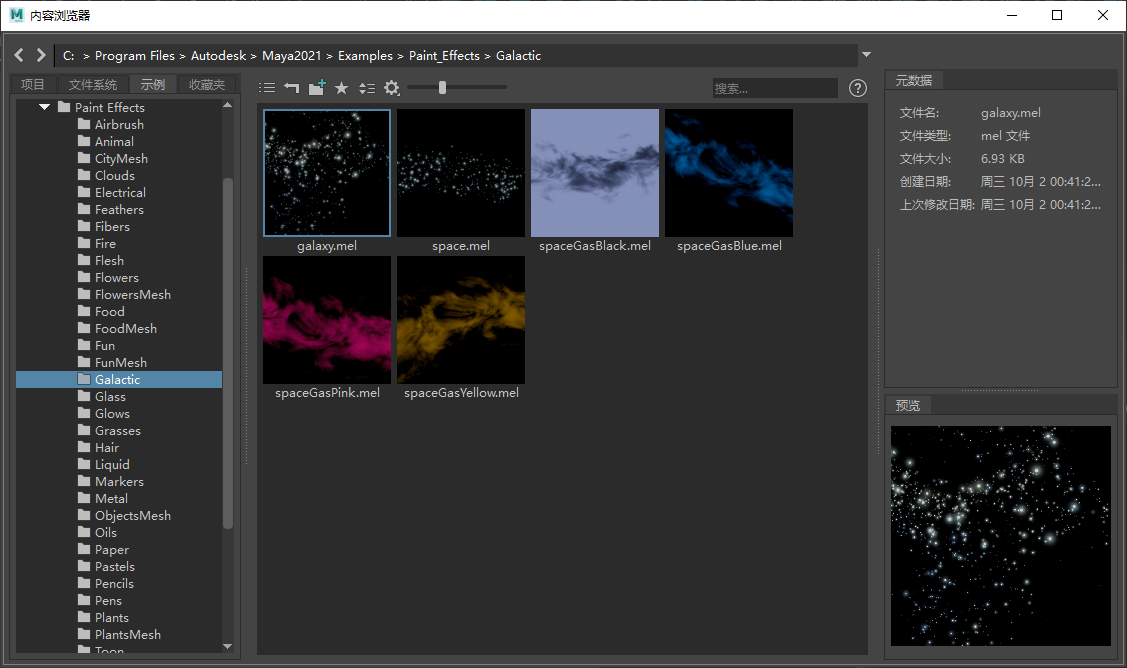 内容浏览器
C: > Program Files > Autodesk > Maya2021 > Examples > Paint_Effects > Galactic
项目 文件系统 示例 收藏夹
Paint Effects
Airbrush
Animal
CityMesh
Clouds
Electrical
Feathers
Fibers
Fire
Flesh
Flowers
FlowersMesh
Food
FoodMesh
Fun
FunMesh
Galactic
Glass
Glows
Grasses
Hair
Liquid
Markers
Metal
ObjectsMesh
Oils
Paper
Pastels
Pencils
Pens
Plants
PlantsMesh
Toon
搜索...
?
galaxy.mel space.mel spaceGasBlack.mel spaceGasBlue.mel
spaceGasPink.mel spaceGasYellow.mel
元数据
文件名: galaxy.mel
文件类型: mel 文件
文件大小: 6.93 KB
创建日期: 周三 10月 2 00:41:2...
上次修改日期: 周三 10月 2 00:41:2...
预览